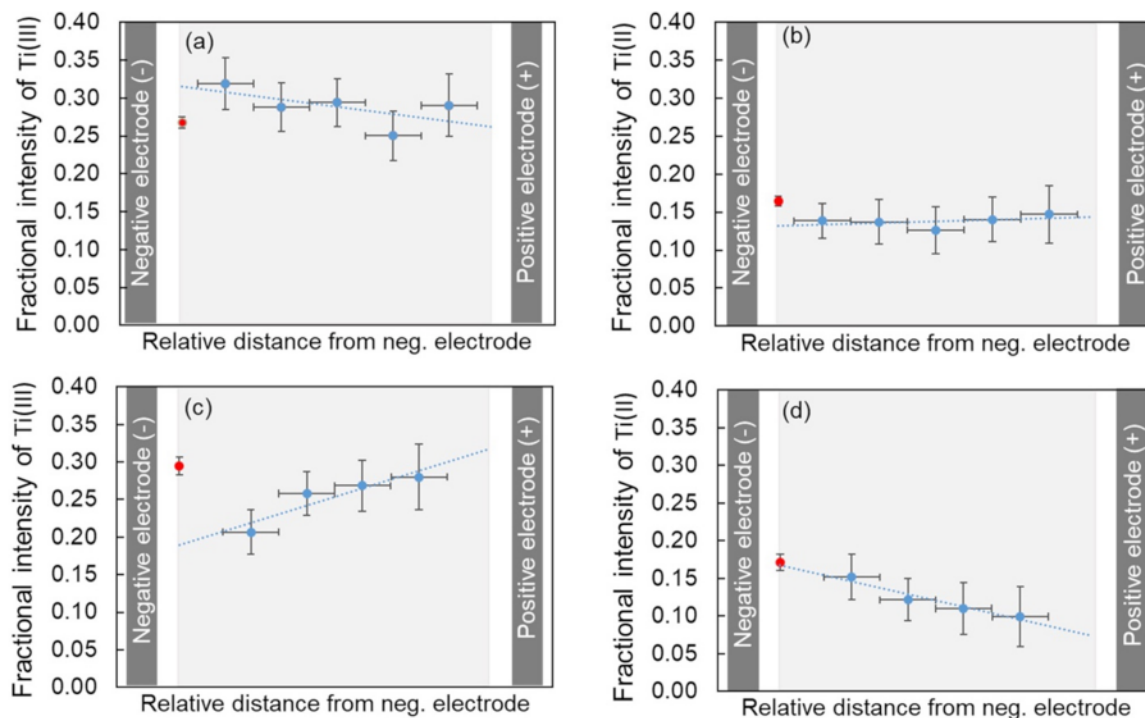 Fractional intensity of Ti(III)
0.40
0.35
0.30
0.25
0.20
0.15
0.10
0.05
0.00
Negative electrode (-)
(a)
Positive electrode (+)
Relative distance from neg. electrode
Fractional intensity of Ti(II)
0.40
0.35
0.30
0.25
0.20
0.15
0.10
0.05
0.00
Negative electrode (-)
(b)
Positive electrode (+)
Relative distance from neg. electrode
Fractional intensity of Ti(III)
0.40
0.35
0.30
0.25
0.20
0.15
0.10
0.05
0.00
Negative electrode (-)
(c)
Positive electrode (+)
Relative distance from neg. electrode
Fractional intensity of Ti(II)
0.40
0.35
0.30
0.25
0.20
0.15
0.10
0.05
0.00
Negative electrode (-)
(d)
Positive electrode (+)
Relative distance from neg. electrode